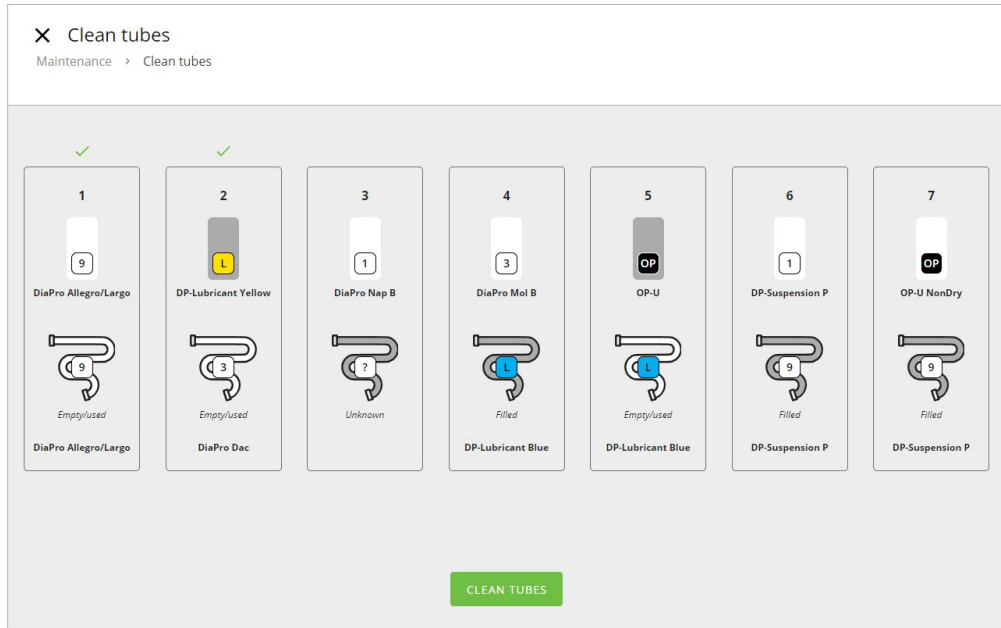 Clean tubes
Maintenance > Clean tubes
1 2 3 4 5 6 7
9 L 1 3 OP 1 OP
DiaPro Allegro/Largo DP-Lubricant Yellow DiaPro Nap B DiaPro Mol B OP-U DP-Suspension P OP-U NonDry
9 3 ? L L 9 9
Empty/used Empty/used Unknown Filled Empty/used Filled Filled
DiaPro Allegro/Largo DiaPro Dac DP-Lubricant Blue DP-Lubricant Blue DP-Suspension P DP-Suspension P
CLEAN TUBES